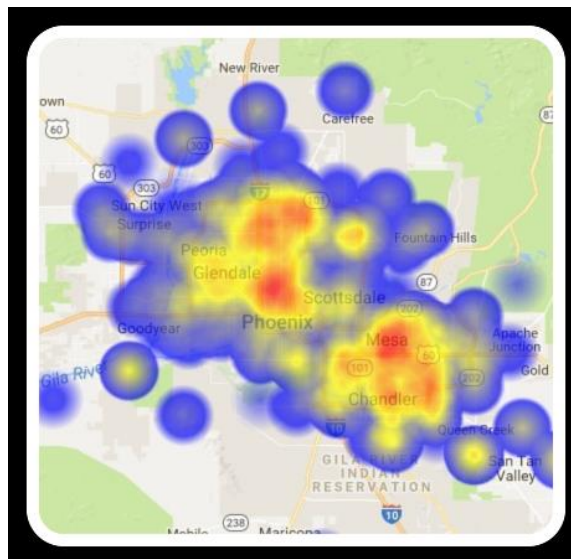 New River
own
60
Carefree
87
303
60
303
Sun City West
17
101
Surprise
Peoria
Fountain Hills
Glendale
87
Scottsdale
202
Goodyear
Phoenix
Mesa
Apache
Junction
60
Gila River
101
202
Gold
Chandler
10
Queen Creek
GILA RIVER
INDIAN
RESERVATION
San Tan
Valley
10
238
Mobile
Maricopa